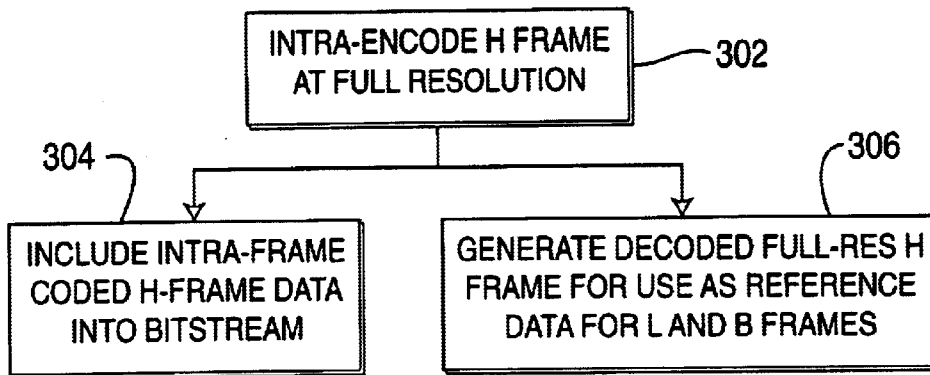 INTRA-ENCODE H FRAME
AT FULL RESOLUTION
302
304
306
INCLUDE INTRA-FRAME
CODED H-FRAME DATA
INTO BITSTREAM
GENERATE DECODED FULL-RES H
FRAME FOR USE AS REFERENCE
DATA FOR L AND B FRAMES